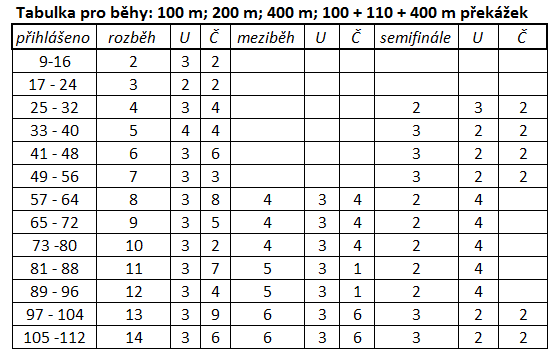 Tabulka pro běhy: 100 m; 200 m; 400 m; 100 + 110 + 400 m překážek
přihlášeno rozběh U Č meziběh U Č semifinále U Č
9-16 2 3 2
17 - 24 3 2 2
25 - 32 4 3 4 2 3 2
33 - 40 5 4 4 3 2 2
41 - 48 6 3 6 3 2 2
49 - 56 7 3 3 3 2 2
57 - 64 8 3 8 4 3 4 2 4
65 - 72 9 3 5 4 3 4 2 4
73 -80 10 3 2 4 3 4 2 4
81 - 88 11 3 7 5 3 1 2 4
89 - 96 12 3 4 5 3 1 2 4
97 - 104 13 3 9 6 3 6 3 2 2
105 -112 14 3 6 6 3 6 3 2 2